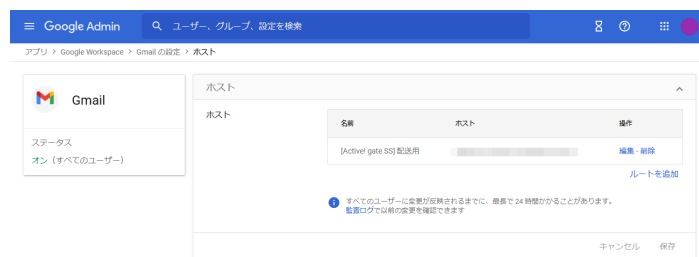 Google Admin
ユーザー、グループ、設定を検索
アプリ > Google Workspace > Gmail の設定 > ホスト
Gmail
ステータス
オン（すべてのユーザー）
ホスト
ホスト
名前 ホスト 操作
[Active! gate SS] 配送用 編集 - 削除
ルートを追加
すべてのユーザーに変更が反映されるまでに、最長で 24 時間かかることがあります。
監査ログで以前の変更を確認できます
キャンセル 保存